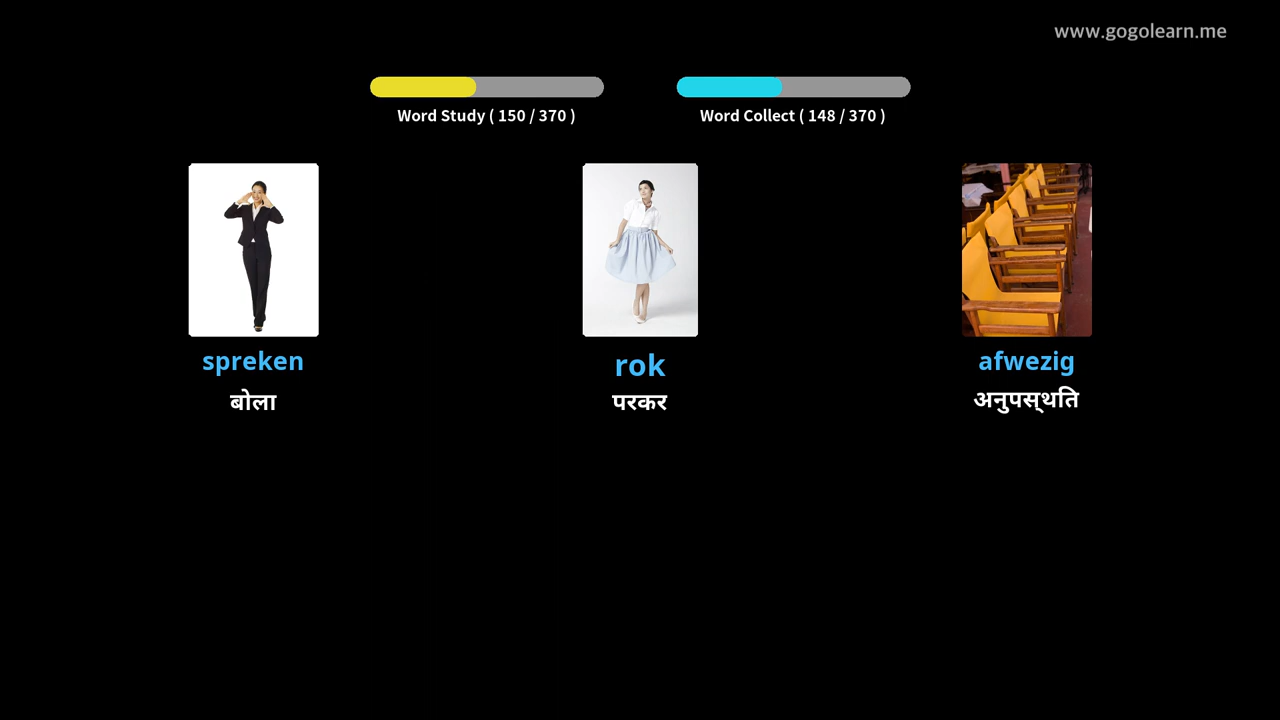 www.gogolearn.me
Word Study ( 150 / 370 )
Word Collect ( 148 / 370 )
spreken
rok
afwezig
बोला
परकर
अनुपस्थति